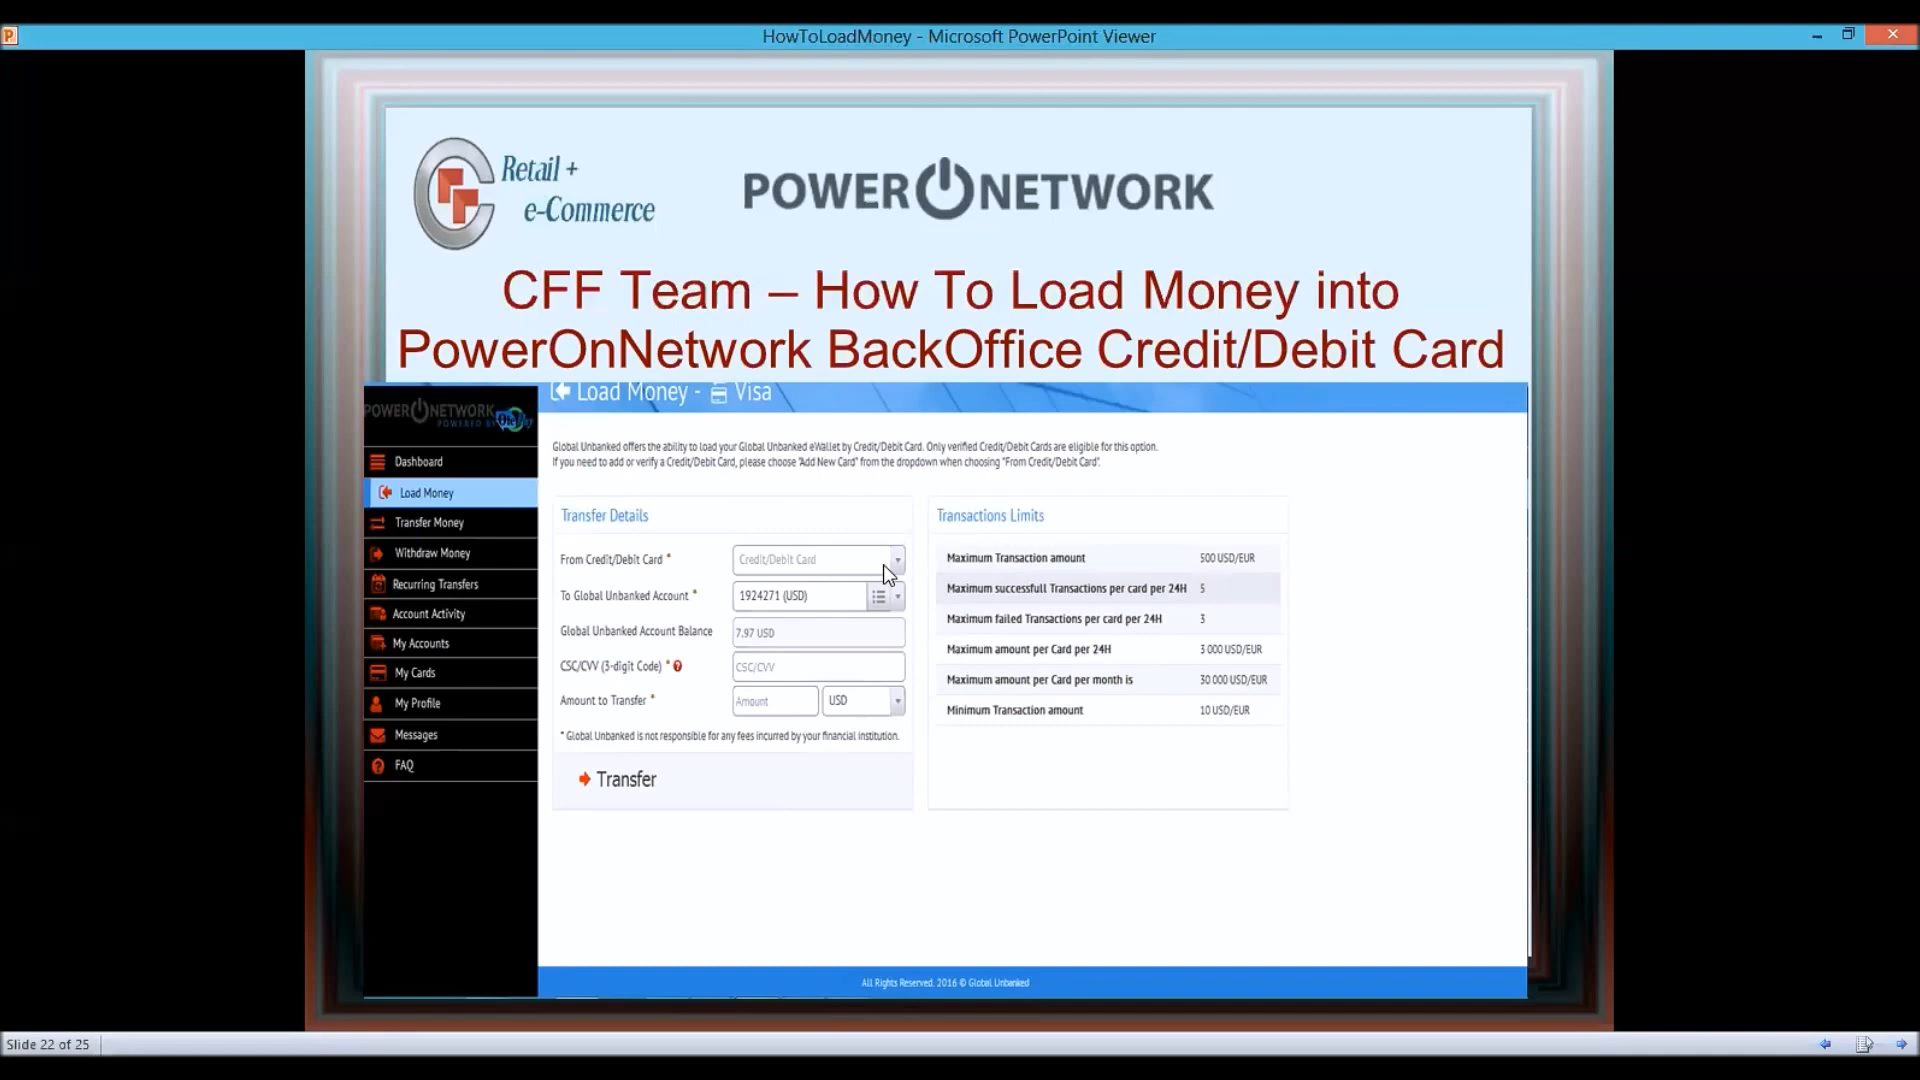 HowToLoadMoney - Microsoft PowerPoint Viewer
Retail +
e-Commerce
POWER NETWORK
CFF Team – How To Load Money into
PowerOnNetwork BackOffice Credit/Debit Card
Load Money - Visa
POWER NETWORK
POWERED BY
Dashboard
Load Money
Transfer Money
Withdraw Money
Recurring Transfers
Account Activity
My Accounts
My Cards
My Profile
Messages
FAQ
Global Unbanked offers the ability to load your Global Unbanked eWallet by Credit/Debit Card. Only verified Credit/Debit Cards are eligible for this option.
If you need to add or verify a Credit/Debit Card, please choose "Add New Card" from the dropdown when choosing "From Credit/Debit Card".
Transfer Details
From Credit/Debit Card * Credit/Debit Card
To Global Unbanked Account * 1924271 (USD)
Global Unbanked Account Balance 7.97 USD
CSC/CVV (3-digit Code) * CSC/CVV
Amount to Transfer * Amount USD
* Global Unbanked is not responsible for any fees incurred by your financial institution.
Transfer
Transactions Limits
Maximum Transaction amount 500 USD/EUR
Maximum successfull Transactions per card per 24H 5
Maximum failed Transactions per card per 24H 3
Maximum amount per Card per 24H 3 000 USD/EUR
Maximum amount per Card per month is 30 000 USD/EUR
Minimum Transaction amount 10 USD/EUR
All Rights Reserved. 2016 © Global Unbanked
Slide 22 of 25